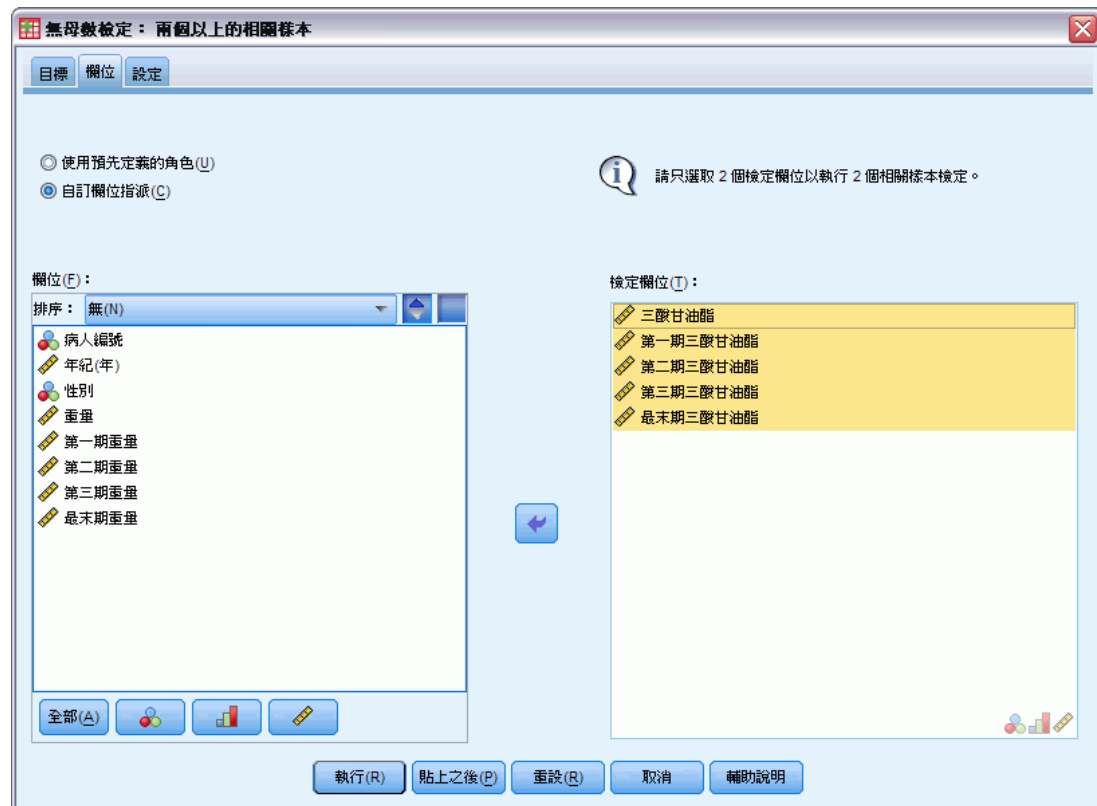 無母數檢定： 兩個以上的相關樣本
目標 欄位 設定
使用預先定義的角色(U)
自訂欄位指派(C)
請只選取 2 個檢定欄位以執行 2 個相關樣本檢定。
欄位(F)：
排序： 無(N)
病人編號
年紀(年)
性別
重量
第一期重量
第二期重量
第三期重量
最末期重量
全部(A)
檢定欄位(T)：
三酸甘油酯
第一期三酸甘油酯
第二期三酸甘油酯
第三期三酸甘油酯
最末期三酸甘油酯
執行(R) 貼上之後(P) 重設(R) 取消 輔助說明